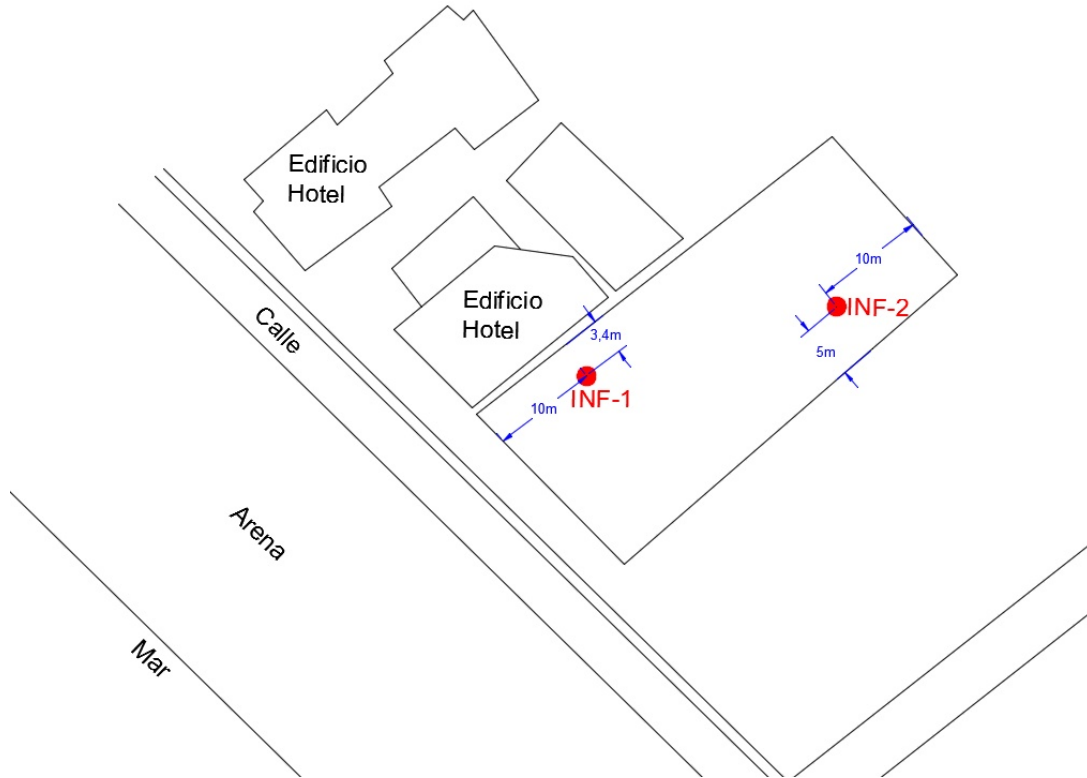 Edificio
Hotel
10m
Edificio
Hotel
INF-2
Calle
3,4m
5m
10m
INF-1
Arena
Mar